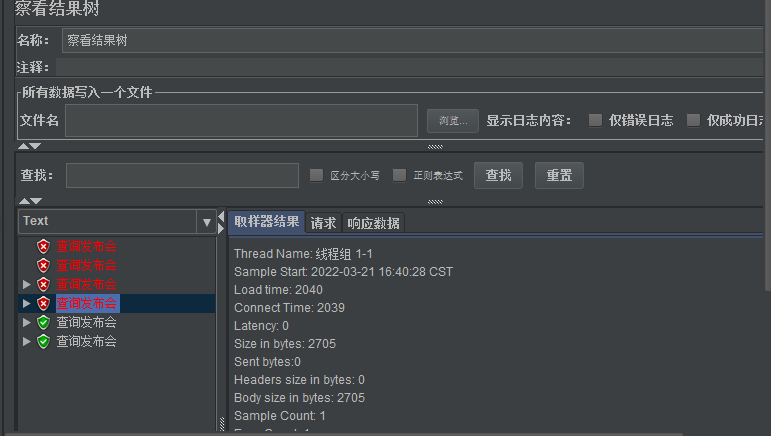 察看结果树
名称： 察看结果树
注释：
所有数据写入一个文件
文件名 浏览... 显示日志内容： 仅错误日志 仅成功日志
查找： 区分大小写 正则表达式 查找 重置
Text
取样器结果 请求 响应数据
查询发布会
查询发布会
查询发布会
查询发布会
查询发布会
查询发布会
Thread Name: 线程组 1-1
Sample Start: 2022-03-21 16:40:28 CST
Load time: 2040
Connect Time: 2039
Latency: 0
Size in bytes: 2705
Sent bytes:0
Headers size in bytes: 0
Body size in bytes: 2705
Sample Count: 1